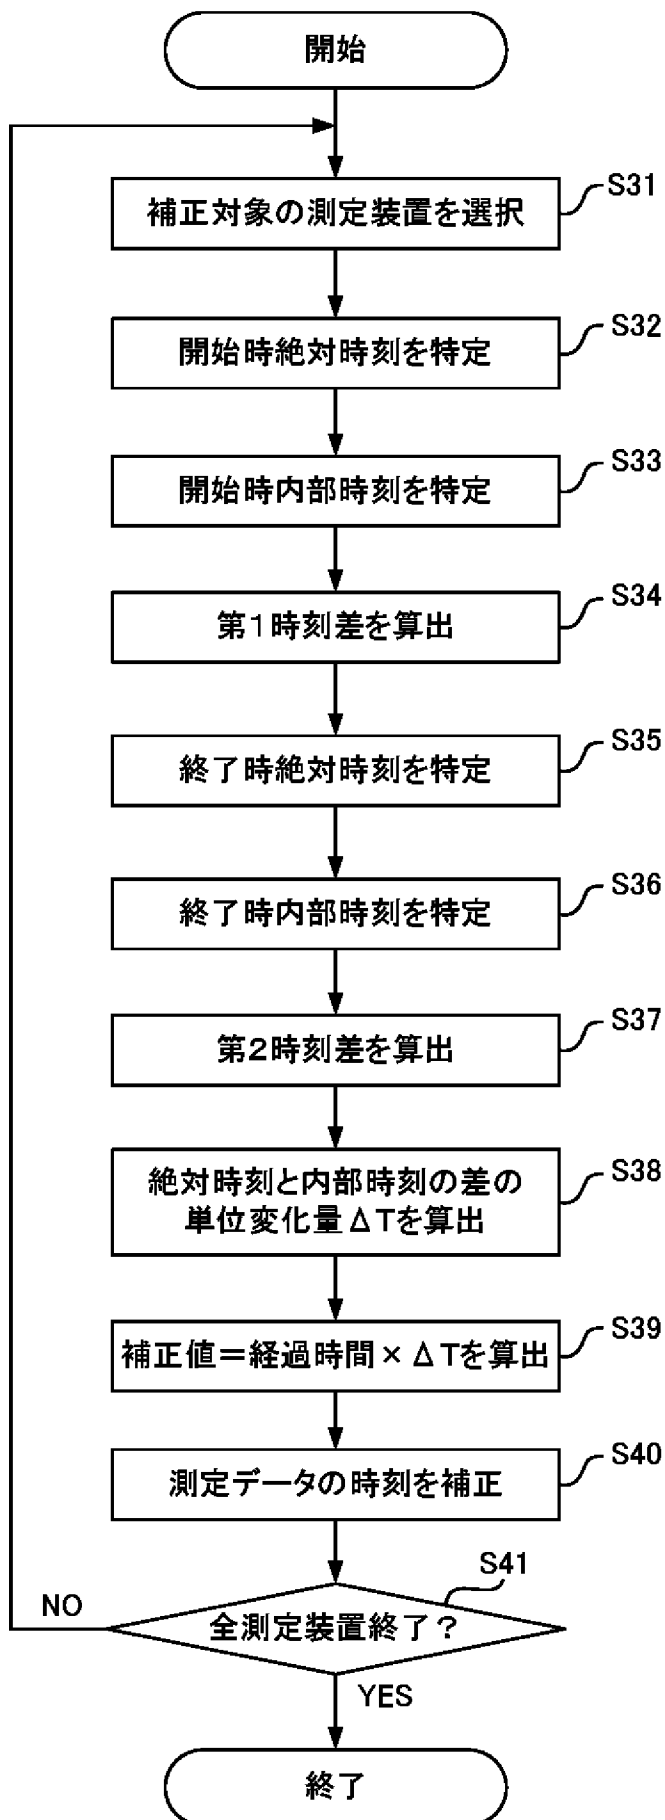 開始
S31
補正対象の測定装置を選択
S32
開始時絶対時刻を特定
S33
開始時内部時刻を特定
S34
第1時刻差を算出
S35
終了時絶対時刻を特定
S36
終了時内部時刻を特定
S37
第2時刻差を算出
S38
絶対時刻と内部時刻の差の
単位変化量ΔTを算出
S39
補正値=経過時間×ΔTを算出
S40
測定データの時刻を補正
S41
NO
全測定装置終了?
YES
終了